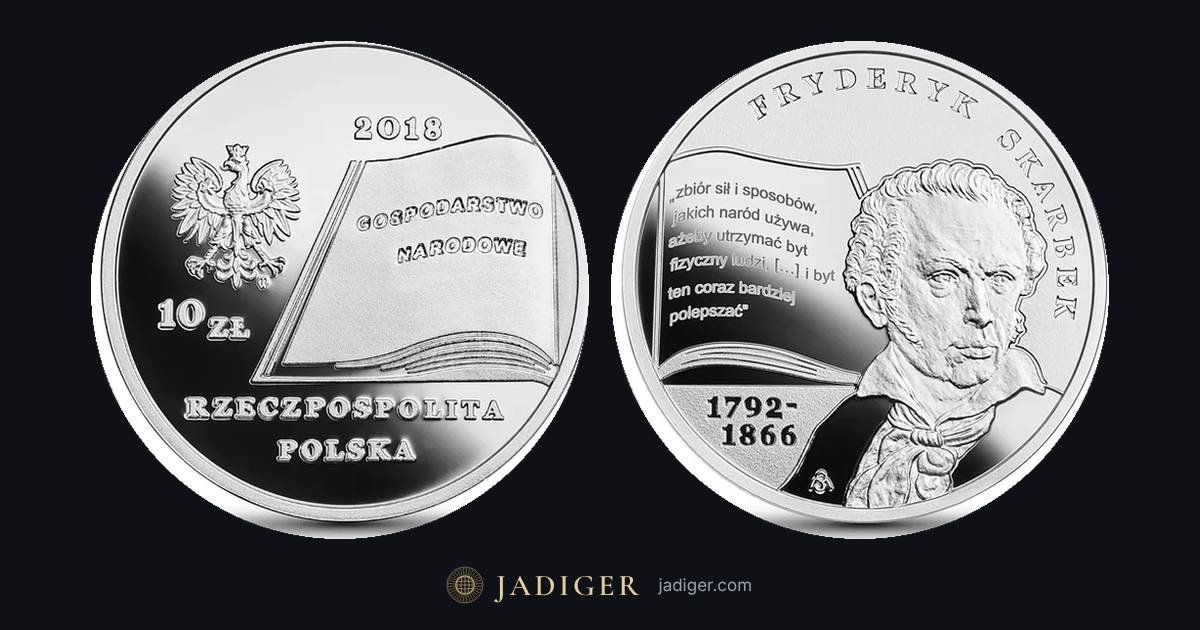 2018
GOSPODARSTWO
NARODOWE
10 ZŁ
RZECZPOSPOLITA
POLSKA
FRYDERYK SKARBEK
„zbiór sił i sposobów,
jakich naród używa,
ażeby utrzymać byt
fizyczny ludzi, [...] i byt
ten coraz bardziej
polepszać"
1792-
1866
JADIGER jadiger.com